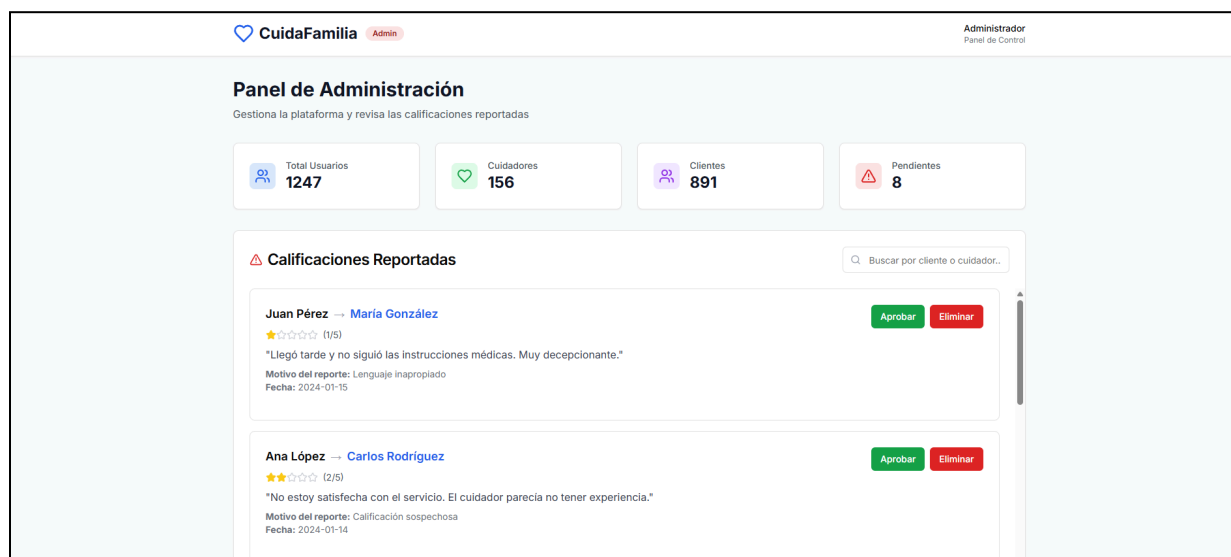 CuidaFamilia Admin
Administrador
Panel de Control
Panel de Administración
Gestiona la plataforma y revisa las calificaciones reportadas
Total Usuarios
1247
Cuidadores
156
Clientes
891
Pendientes
8
Calificaciones Reportadas
Buscar por cliente o cuidador..
Juan Pérez → María González
Aprobar Eliminar
(1/5)
"Llegó tarde y no siguió las instrucciones médicas. Muy decepcionante."
Motivo del reporte: Lenguaje inapropiado
Fecha: 2024-01-15
Ana López → Carlos Rodríguez
Aprobar Eliminar
(2/5)
"No estoy satisfecha con el servicio. El cuidador parecía no tener experiencia."
Motivo del reporte: Calificación sospechosa
Fecha: 2024-01-14